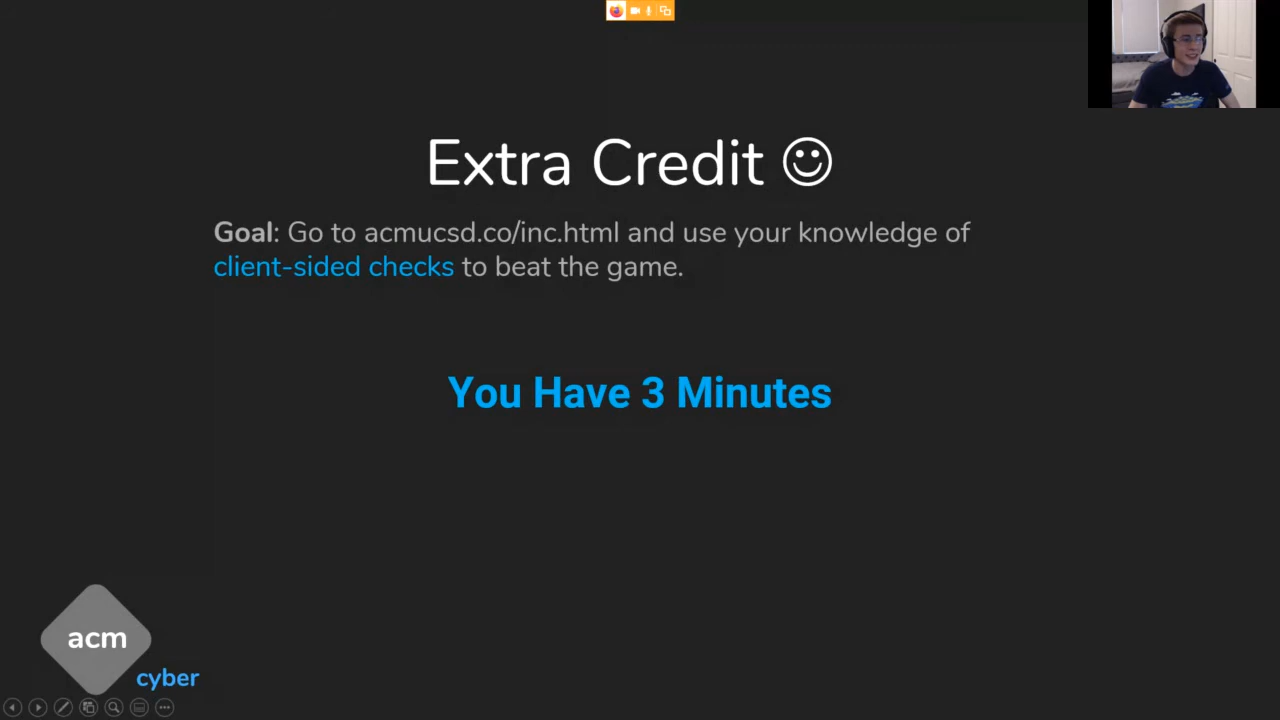 Extra Credit ☺
Goal: Go to acmucsd.co/inc.html and use your knowledge of
client-sided checks to beat the game.
You Have 3 Minutes
acm
cyber